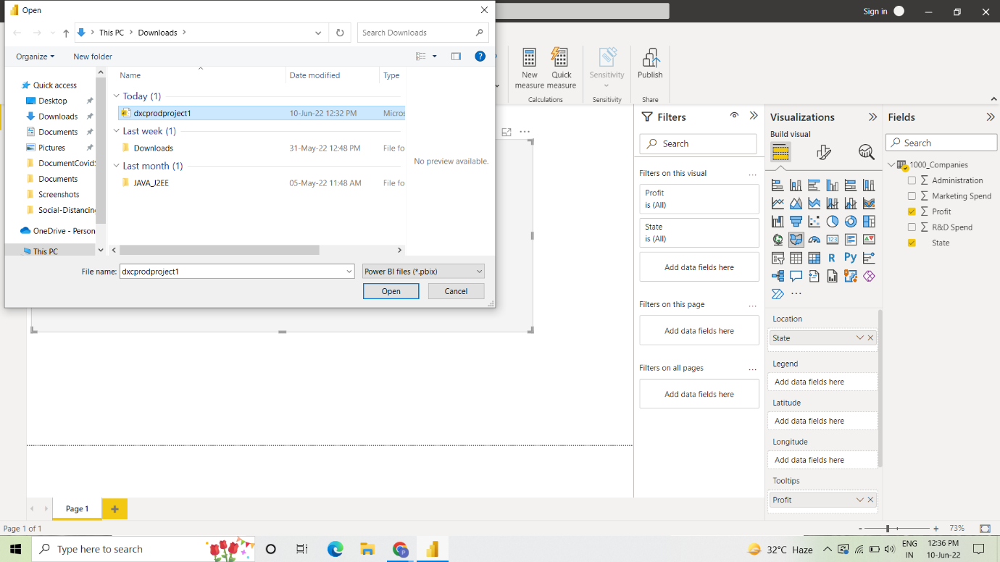 Open
Sign in
This PC
Downloads
Search Downloads
Organize
New folder
Quick access
Desktop
Downloads
Documents
Pictures
DocumentCovid
Documents
Screenshots
Social-Distancing
OneDrive - Person
This PC
Name
Date modified
Type
Today (1)
dxcprodproject1
10-Jun-22 12:32 PM
Micros
Last week (1)
Downloads
31-May-22 12:48 PM
File fo
Last month (1)
JAVA_J2EE
05-May-22 11:48 AM
File fo
No preview available.
File name:
dxcprodproject1
Power BI files (*.pbix)
Open
Cancel
New
measure
Quick
measure
Calculations
Sensitivity
Sensitivity
Publish
Share
Filters
Search
Filters on this visual
...
Profit
is (All)
State
is (All)
Add data fields here
Filters on this page
...
Add data fields here
Filters on all pages
...
Add data fields here
Visualizations
Build visual
123
R
Py
...
Location
State
Legend
Add data fields here
Latitude
Add data fields here
Longitude
Add data fields here
Tooltips
Profit
Fields
Search
1000_Companies
Administration
Marketing Spend
Profit
R&D Spend
State
Page 1
+
Page 1 of 1
-
+
73%
Type here to search
32°C Haze
ENG
IN
12:36 PM
10-Jun-22